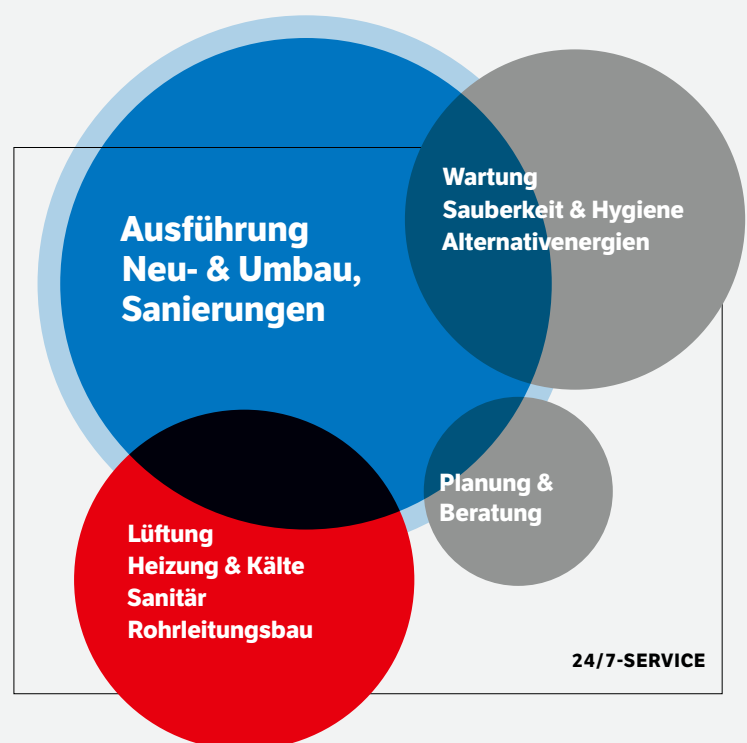 Ausführung
Neu- & Umbau,
Sanierungen
Wartung
Sauberkeit & Hygiene
Alternativenergien
Planung &
Beratung
Lüftung
Heizung & Kälte
Sanitär
Rohrleitungsbau
24/7-SERVICE